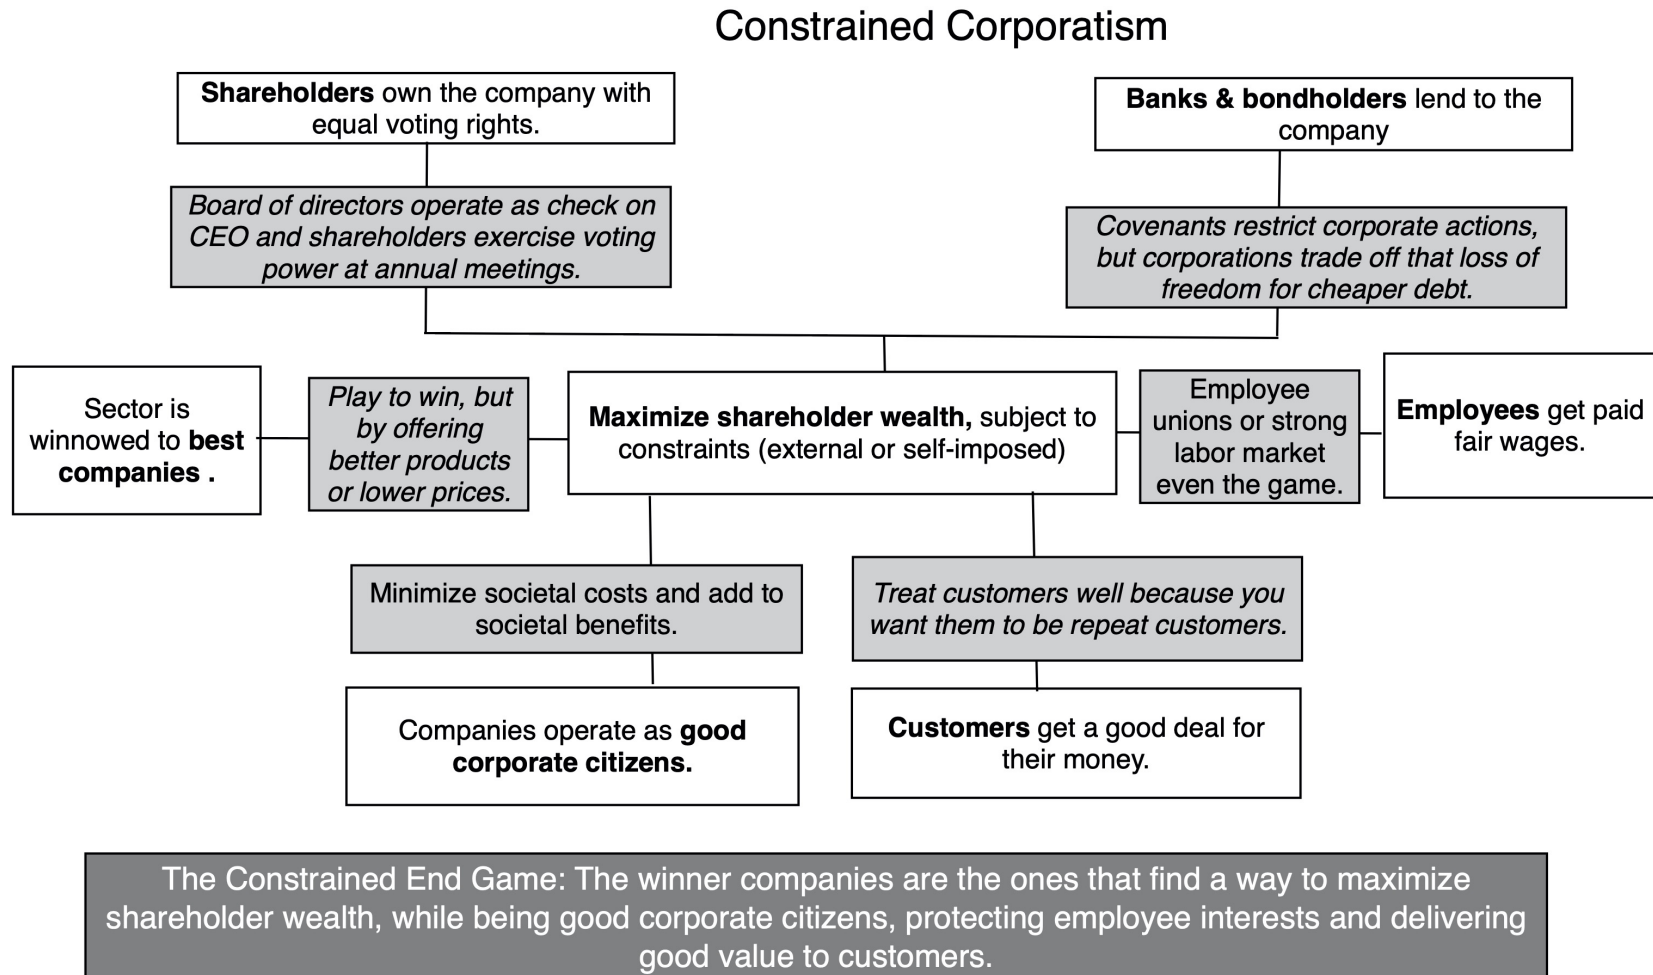 Constrained Corporatism
Shareholders own the company with
equal voting rights.
Banks & bondholders lend to the
company
Board of directors operate as check on
CEO and shareholders exercise voting
power at annual meetings.
Covenants restrict corporate actions,
but corporations trade off that loss of
freedom for cheaper debt.
Sector is
winnowed to best
companies .
Play to win, but
by offering
better products
or lower prices.
Maximize shareholder wealth, subject to
constraints (external or self-imposed)
Employee
unions or strong
labor market
even the game.
Employees get paid
fair wages.
Minimize societal costs and add to
societal benefits.
Treat customers well because you
want them to be repeat customers.
Companies operate as good
corporate citizens.
Customers get a good deal for
their money.
The Constrained End Game: The winner companies are the ones that find a way to maximize
shareholder wealth, while being good corporate citizens, protecting employee interests and delivering
good value to customers.